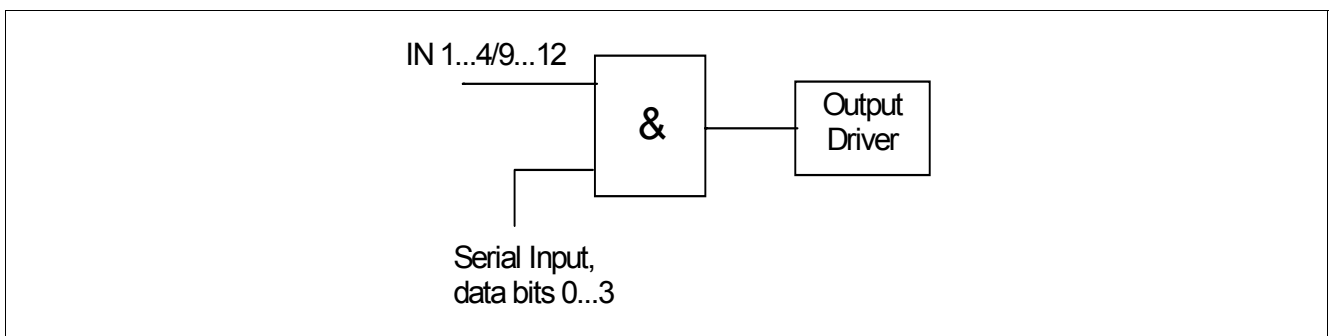 IN 1...4/9...12
&
Output
Driver
Serial Input,
data bits 0...3